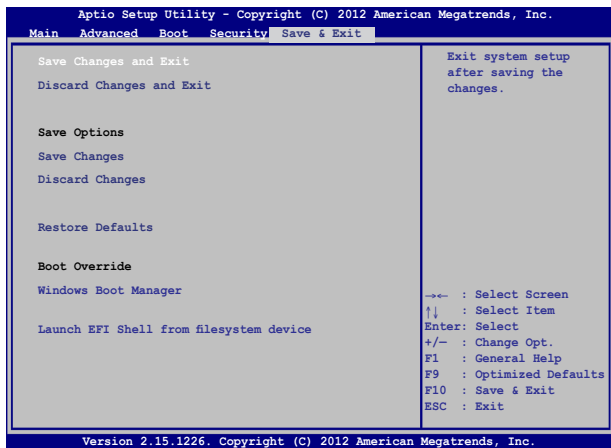 Aptio Setup Utility - Copyright (C) 2012 American Megatrends, Inc.
Main Advanced Boot Security Save & Exit
Save Changes and Exit
Discard Changes and Exit
Save Options
Save Changes
Discard Changes
Restore Defaults
Boot Override
Windows Boot Manager
Launch EFI Shell from filesystem device
Exit system setup
after saving the
changes.
→← : Select Screen
↑↓ : Select Item
Enter: Select
+/— : Change Opt.
F1 : General Help
F9 : Optimized Defaults
F10 : Save & Exit
ESC : Exit
Version 2.15.1226. Copyright (C) 2012 American Megatrends, Inc.